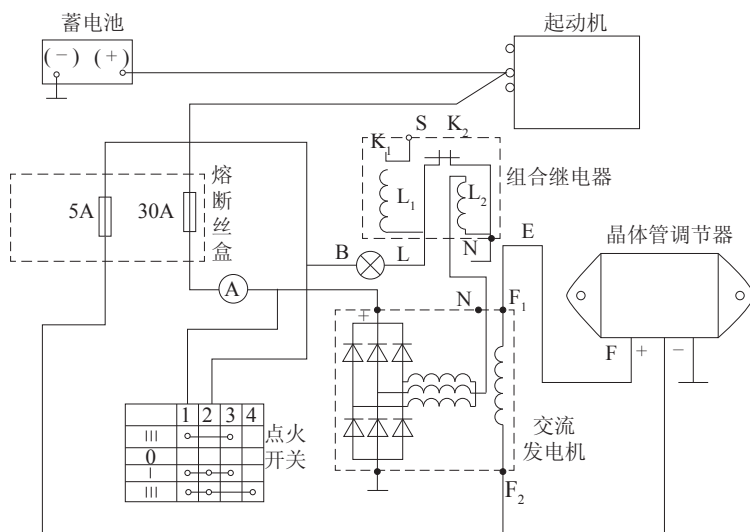 蓄电池
起动机
(−)
(+)
S
K2
K1
L1
L2
组合继电器
熔断丝盒
5A
30A
E
晶体管调节器
B
L
N
A
N
F1
F
+
−
+
1 2 3 4
点火开关
III
0
I
III
交流发电机
F2